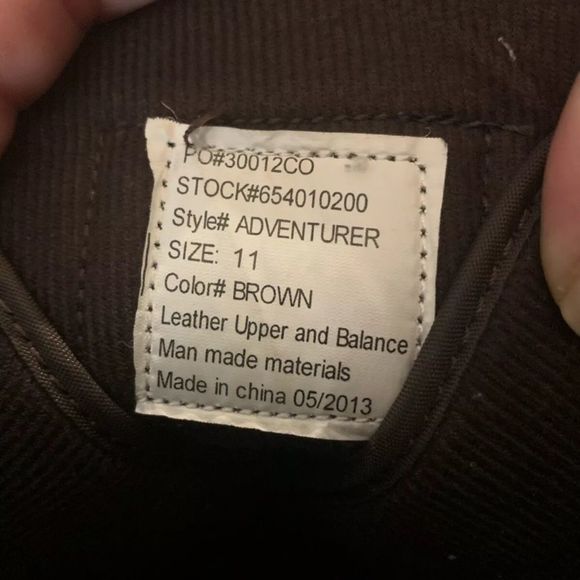 PO#30012CO
STOCK#654010200
Style# ADVENTURER
SIZE: 11
Color# BROWN
Leather Upper and Balance
Man made materials
Made in china 05/2013